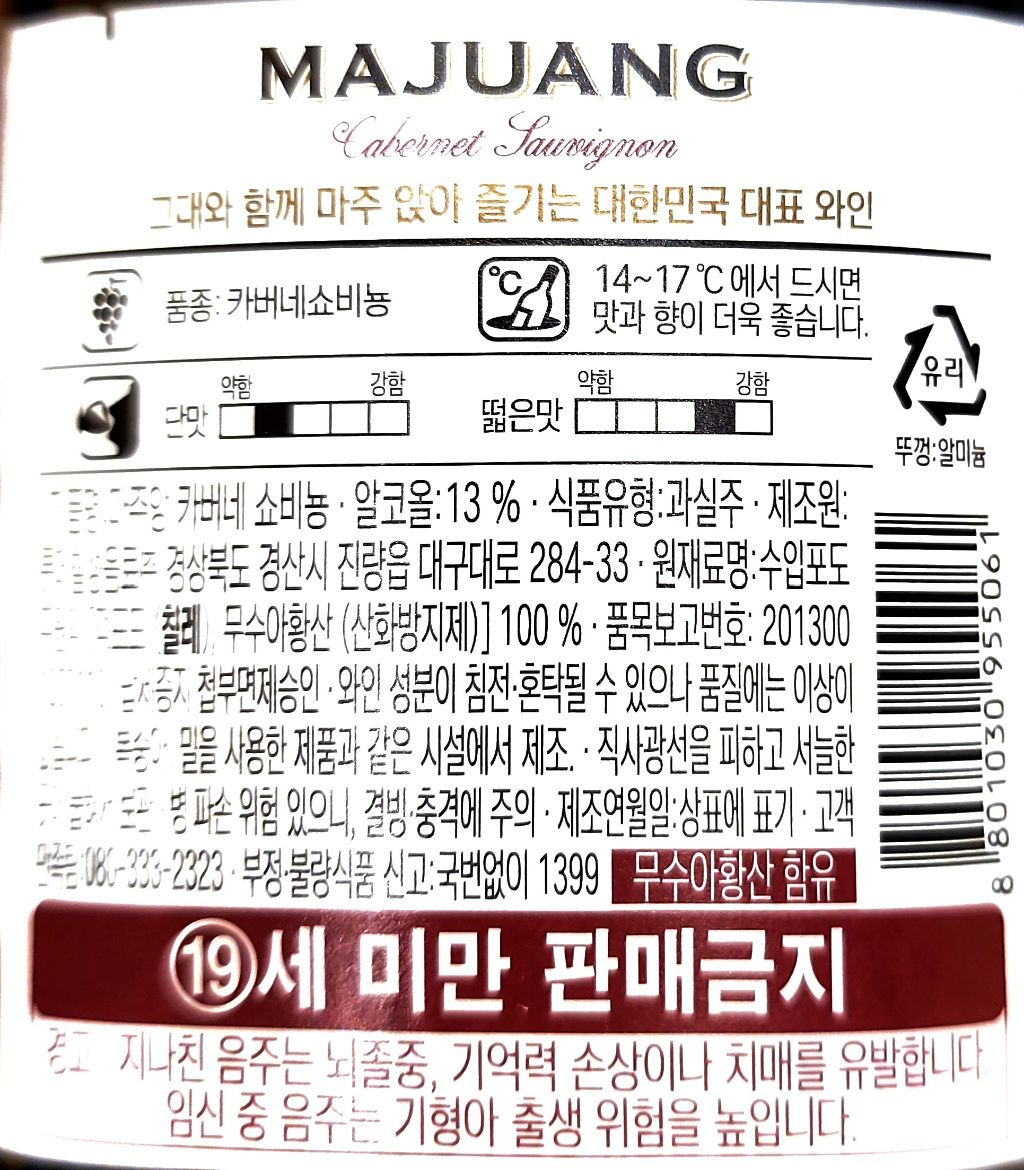 MAJUANG
Cabernet Sauvignon
그대와 함께 마주 앉아 즐기는 대한민국 대표 와인
품종: 카버네쇼비뇽
℃
14~17℃에서 드시면
맛과 향이 더욱 좋습니다.
유리
뚜껑:알미늄
단맛 약함 강함
떫은맛 약함 강함
카버네 쇼비뇽 · 알코올:13 % · 식품유형:과실주 · 제조원:
경상북도 경산시 진량읍 대구대로 284-33 · 원재료명:수입포도
(칠레), 무수아황산 (산화방지제)] 100 % · 품목보고번호: 201300
첩부면제승인 · 와인 성분이 침전·혼탁될 수 있으나 품질에는 이상이
복숭아, 밀을 사용한 제품과 같은 시설에서 제조. · 직사광선을 피하고 서늘한
보관 · 병 파손 위험 있으니, 결빙·충격에 주의 · 제조연월일:상표에 표기 · 고객
080-333-2323 · 부정·불량식품 신고:국번없이 1399 무수아황산 함유
8 801030 955061
19세 미만 판매금지
경고: 지나친 음주는 뇌졸중, 기억력 손상이나 치매를 유발합니다.
임신 중 음주는 기형아 출생 위험을 높입니다.